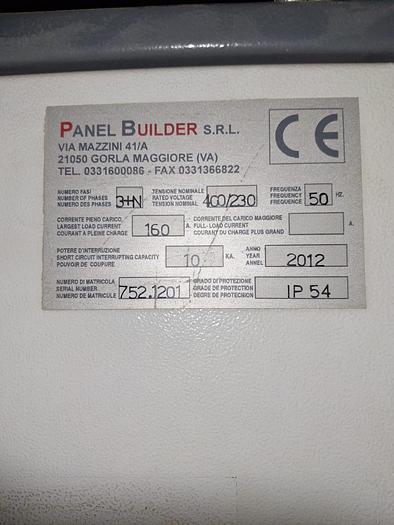 PANEL BUILDER S.R.L.
VIA MAZZINI 41/A
21050 GORLA MAGGIORE (VA)
TEL. 0331600086 - FAX 0331366822
CE
NUMERO FASI
NUMBER OF PHASES
NUMERO DES PHASES
3+N
TENSIONE NOMINALE
RATED VOLTAGE
TENSION NOMINAL
400/230
FREQUENZA
FREQUENCY
FREQUENCE
50
HZ.
CORRENTE PIENO CARICO
LARGEST LOAD CURRENT
COURANT A PLEINE CHARGE
160
A.
CORRENTE DEL CARICO MAGGIORE
FULL-LOAD CURRENT
COURANT DU CHARGE PLUS GRAND
A.
POTERE D'INTERRUZIONE
SHORT CIRCUIT INTERRUPTING CAPACITY
POUVOIR DE COUPURE
10
KA.
ANNO
YEAR
ANNEL
2012
NUMERO DI MATRICOLA
SERIAL NUMBER
NUMERO DE MATRICULE
752.1201
GRADO DI PROTEZIONE
DEGREE OF PROTECTION
DEGRE DE PROTECTION
IP 54